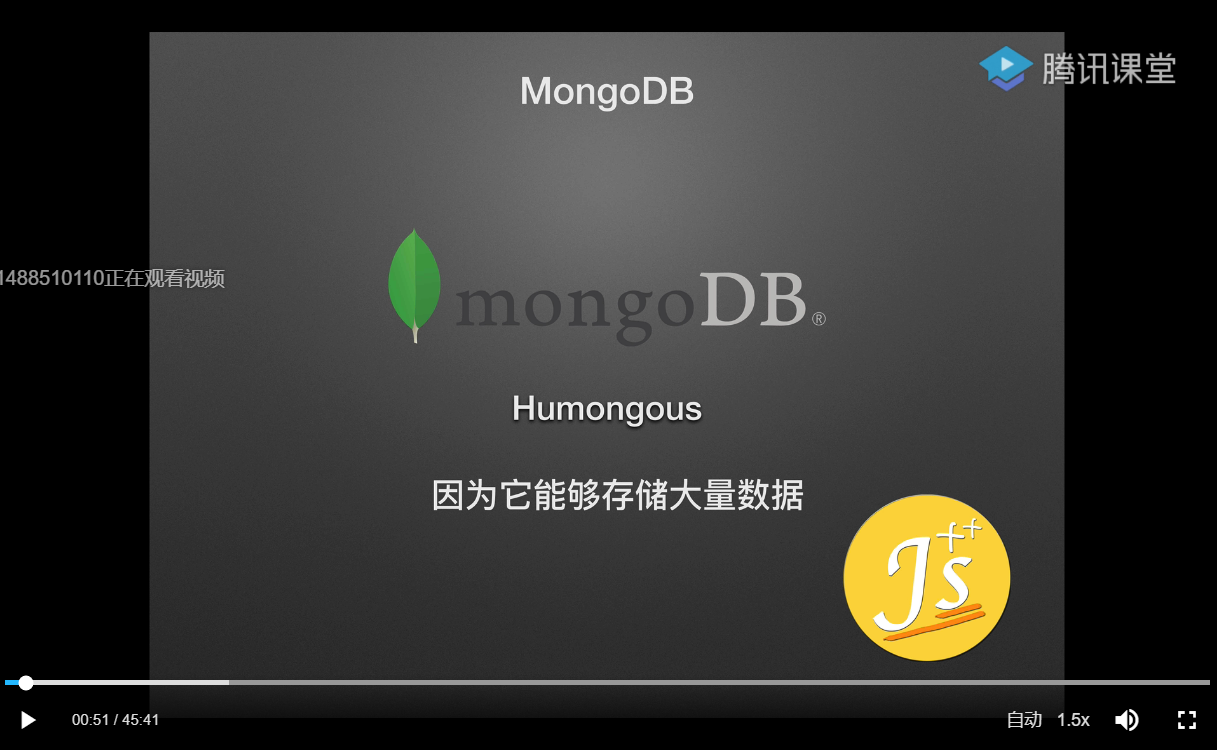 MongoDB
腾讯课堂
1488510110正在观看视频
mongoDB®
Humongous
因为它能够存储大量数据
Js++
00:51 / 45:41
自动 1.5x